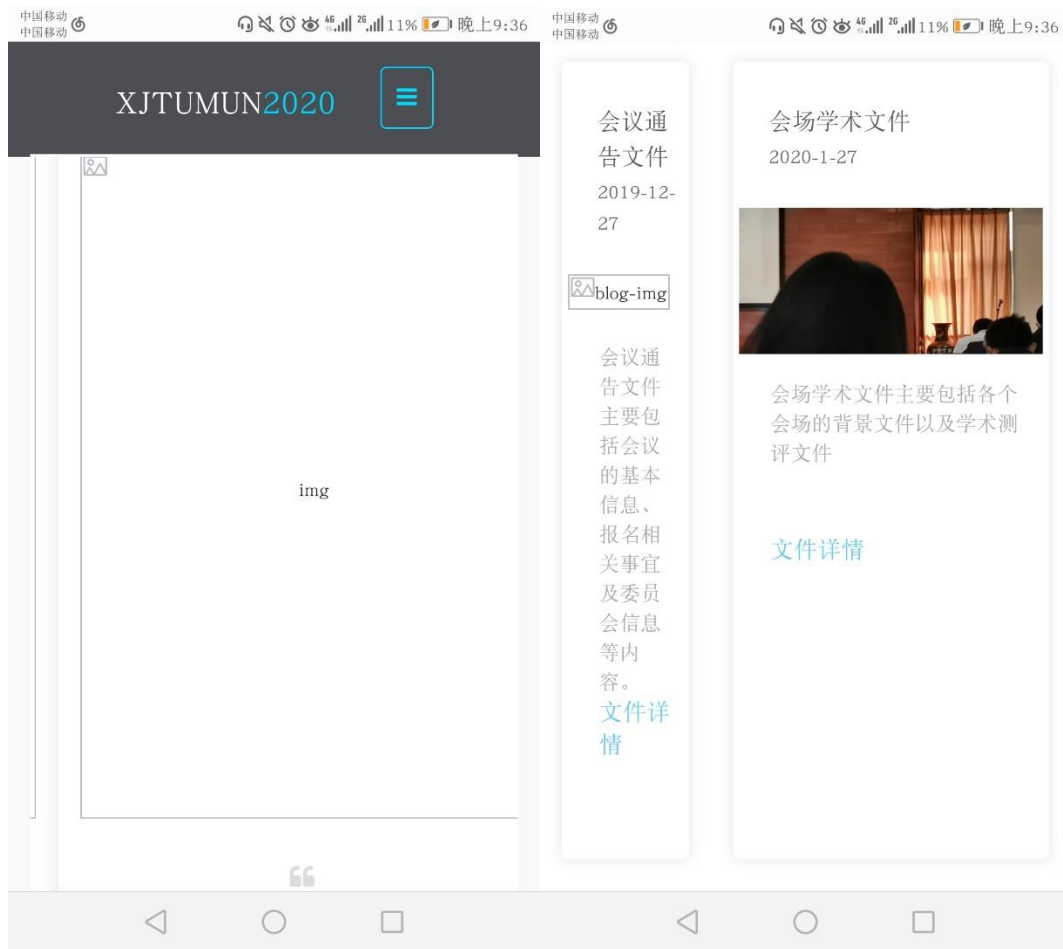 中国移动
中国移动
46 26 11% 晚上9:36
XJTUMUN2020
img
中国移动
中国移动
46 26 11% 晚上9:36
会议通
告文件
2019-12-
27
blog-img
会议通
告文件
主要包
括会议
的基本
信息、
报名相
关事宜
及委员
会信息
等内
容。
文件详
情
会场学术文件
2020-1-27
会场学术文件主要包括各个
会场的背景文件以及学术测
评文件
文件详情